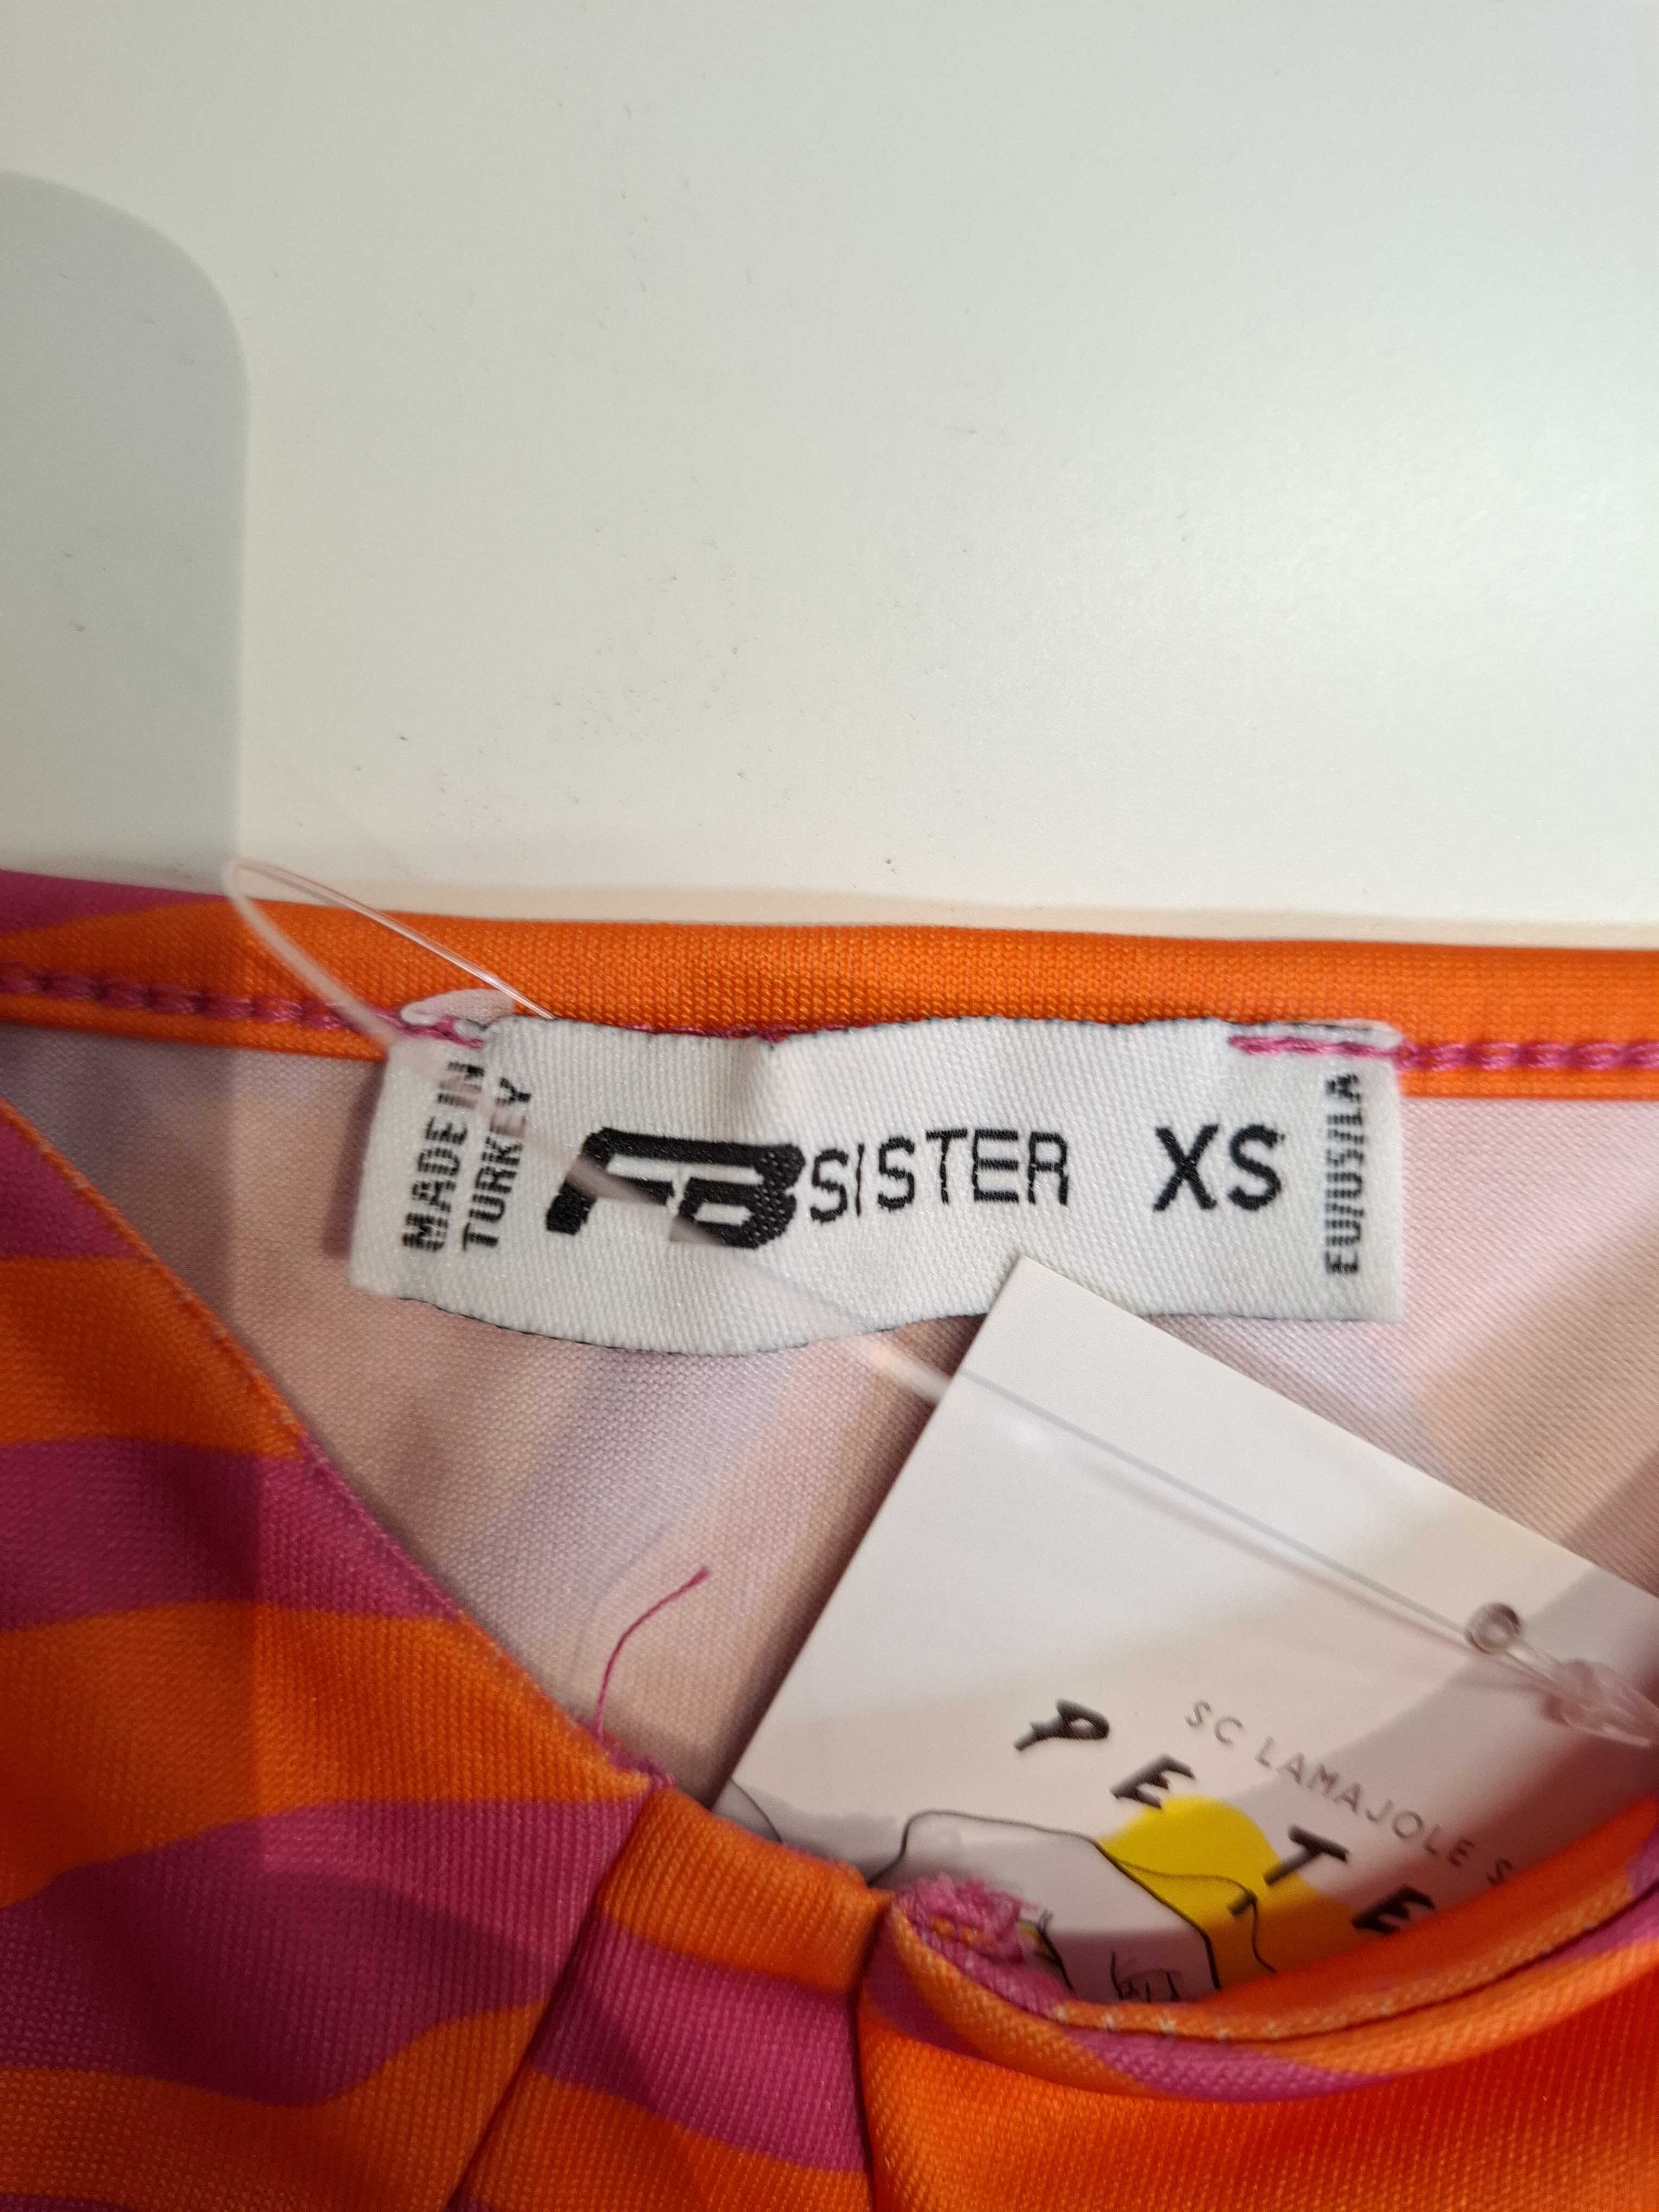 MADE IN
TURKEY
FB SISTER XS
EU/US/LA
SC LAMAJOLE S
PETE